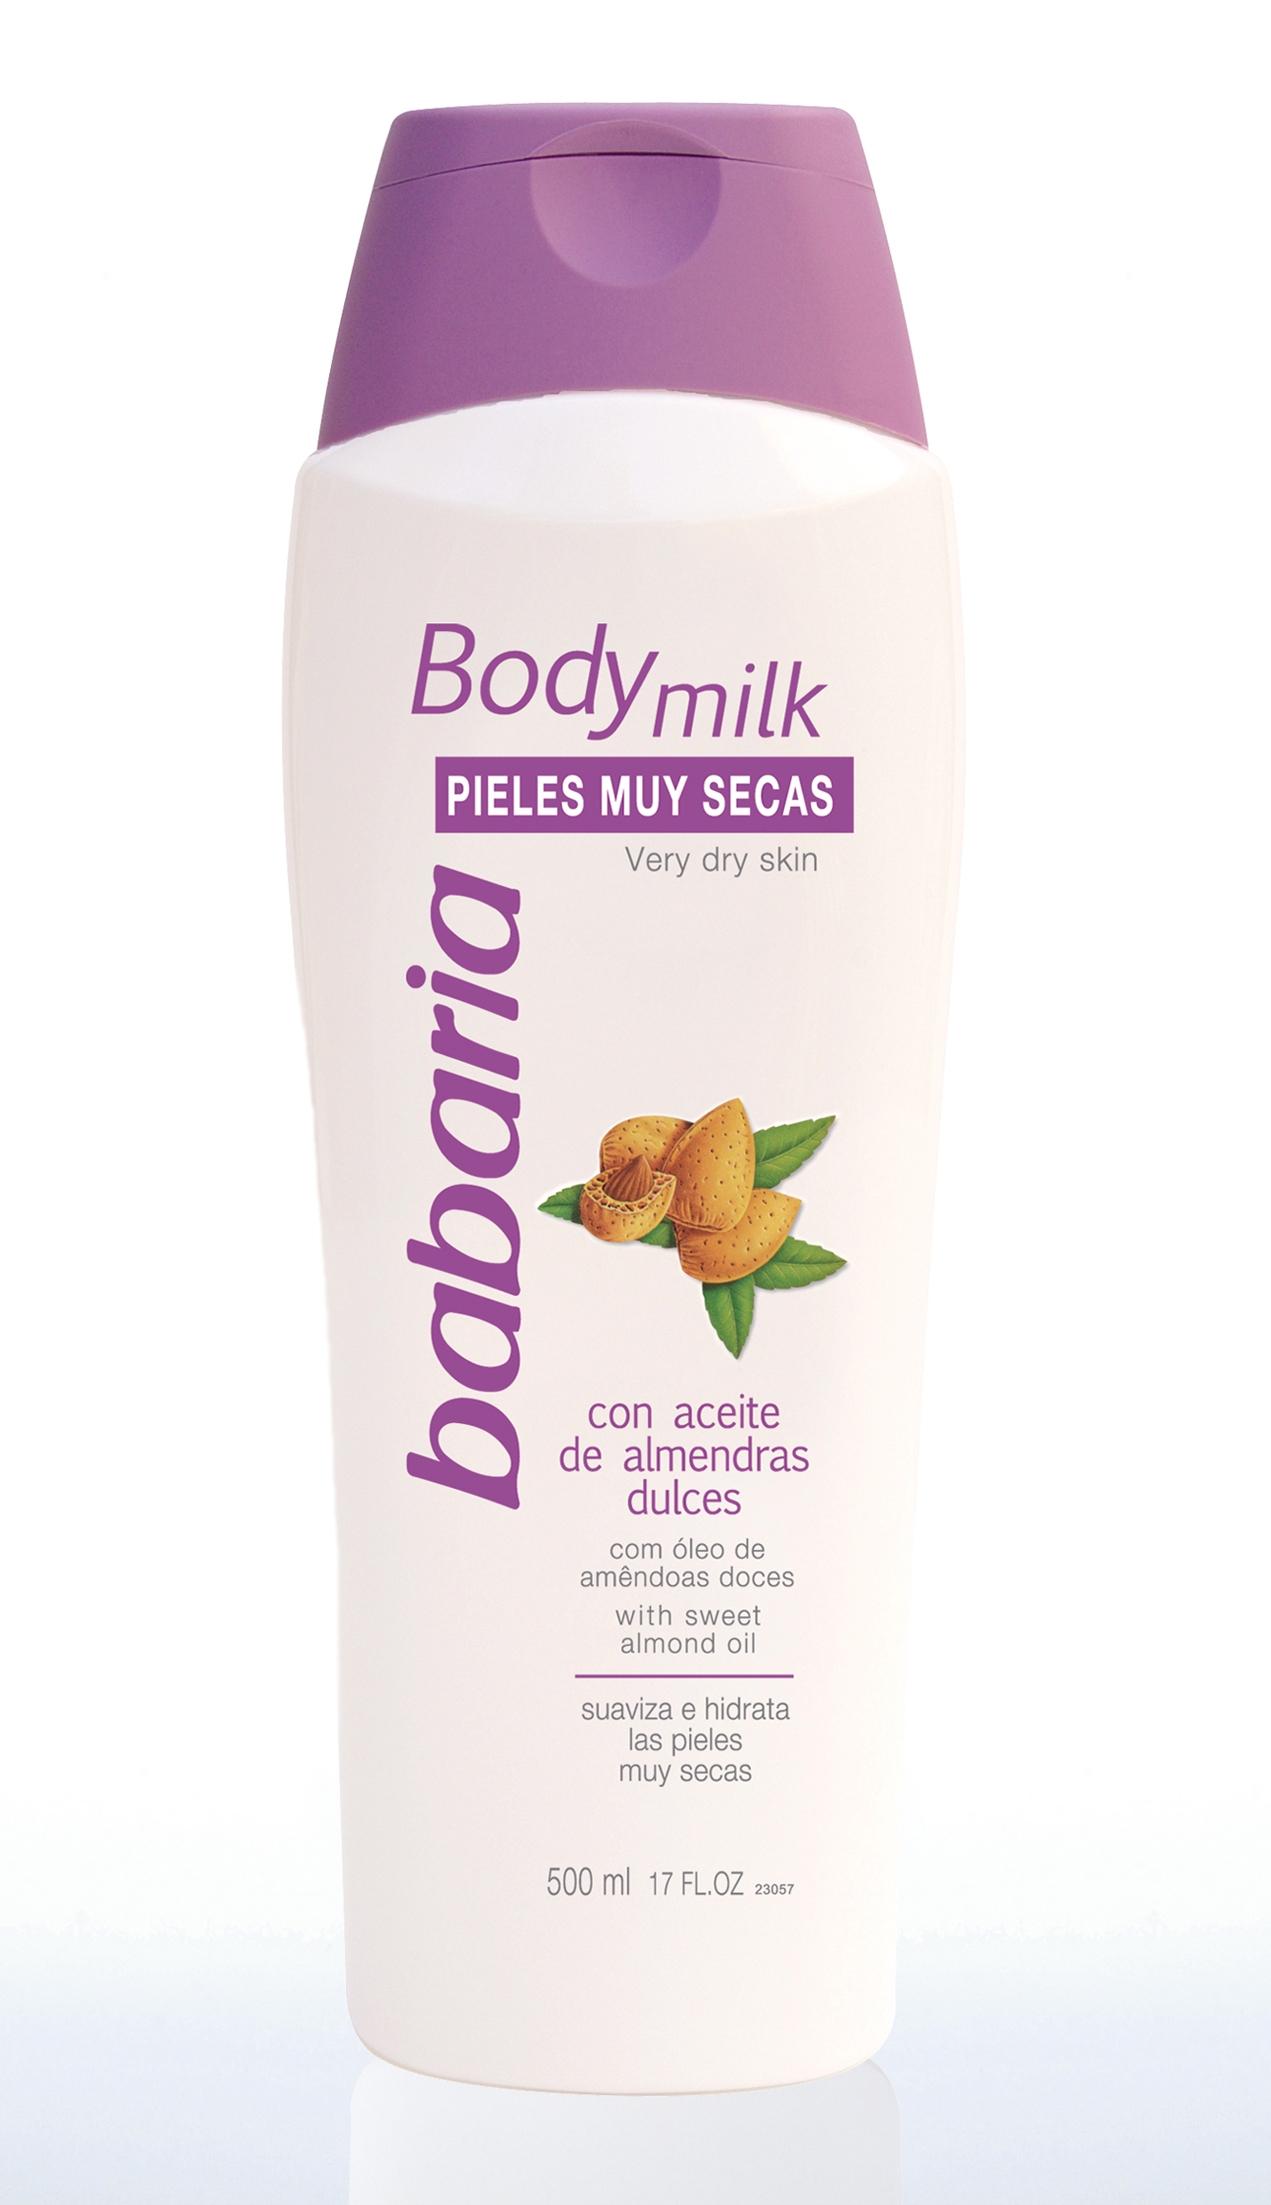 Body milk
PIELES MUY SECAS
Very dry skin
babaria
con aceite
de almendras
dulces
com óleo de
amêndoas doces
with sweet
almond oil
suaviza e hidrata
las pieles
muy secas
500 ml 17 FL.OZ 23057